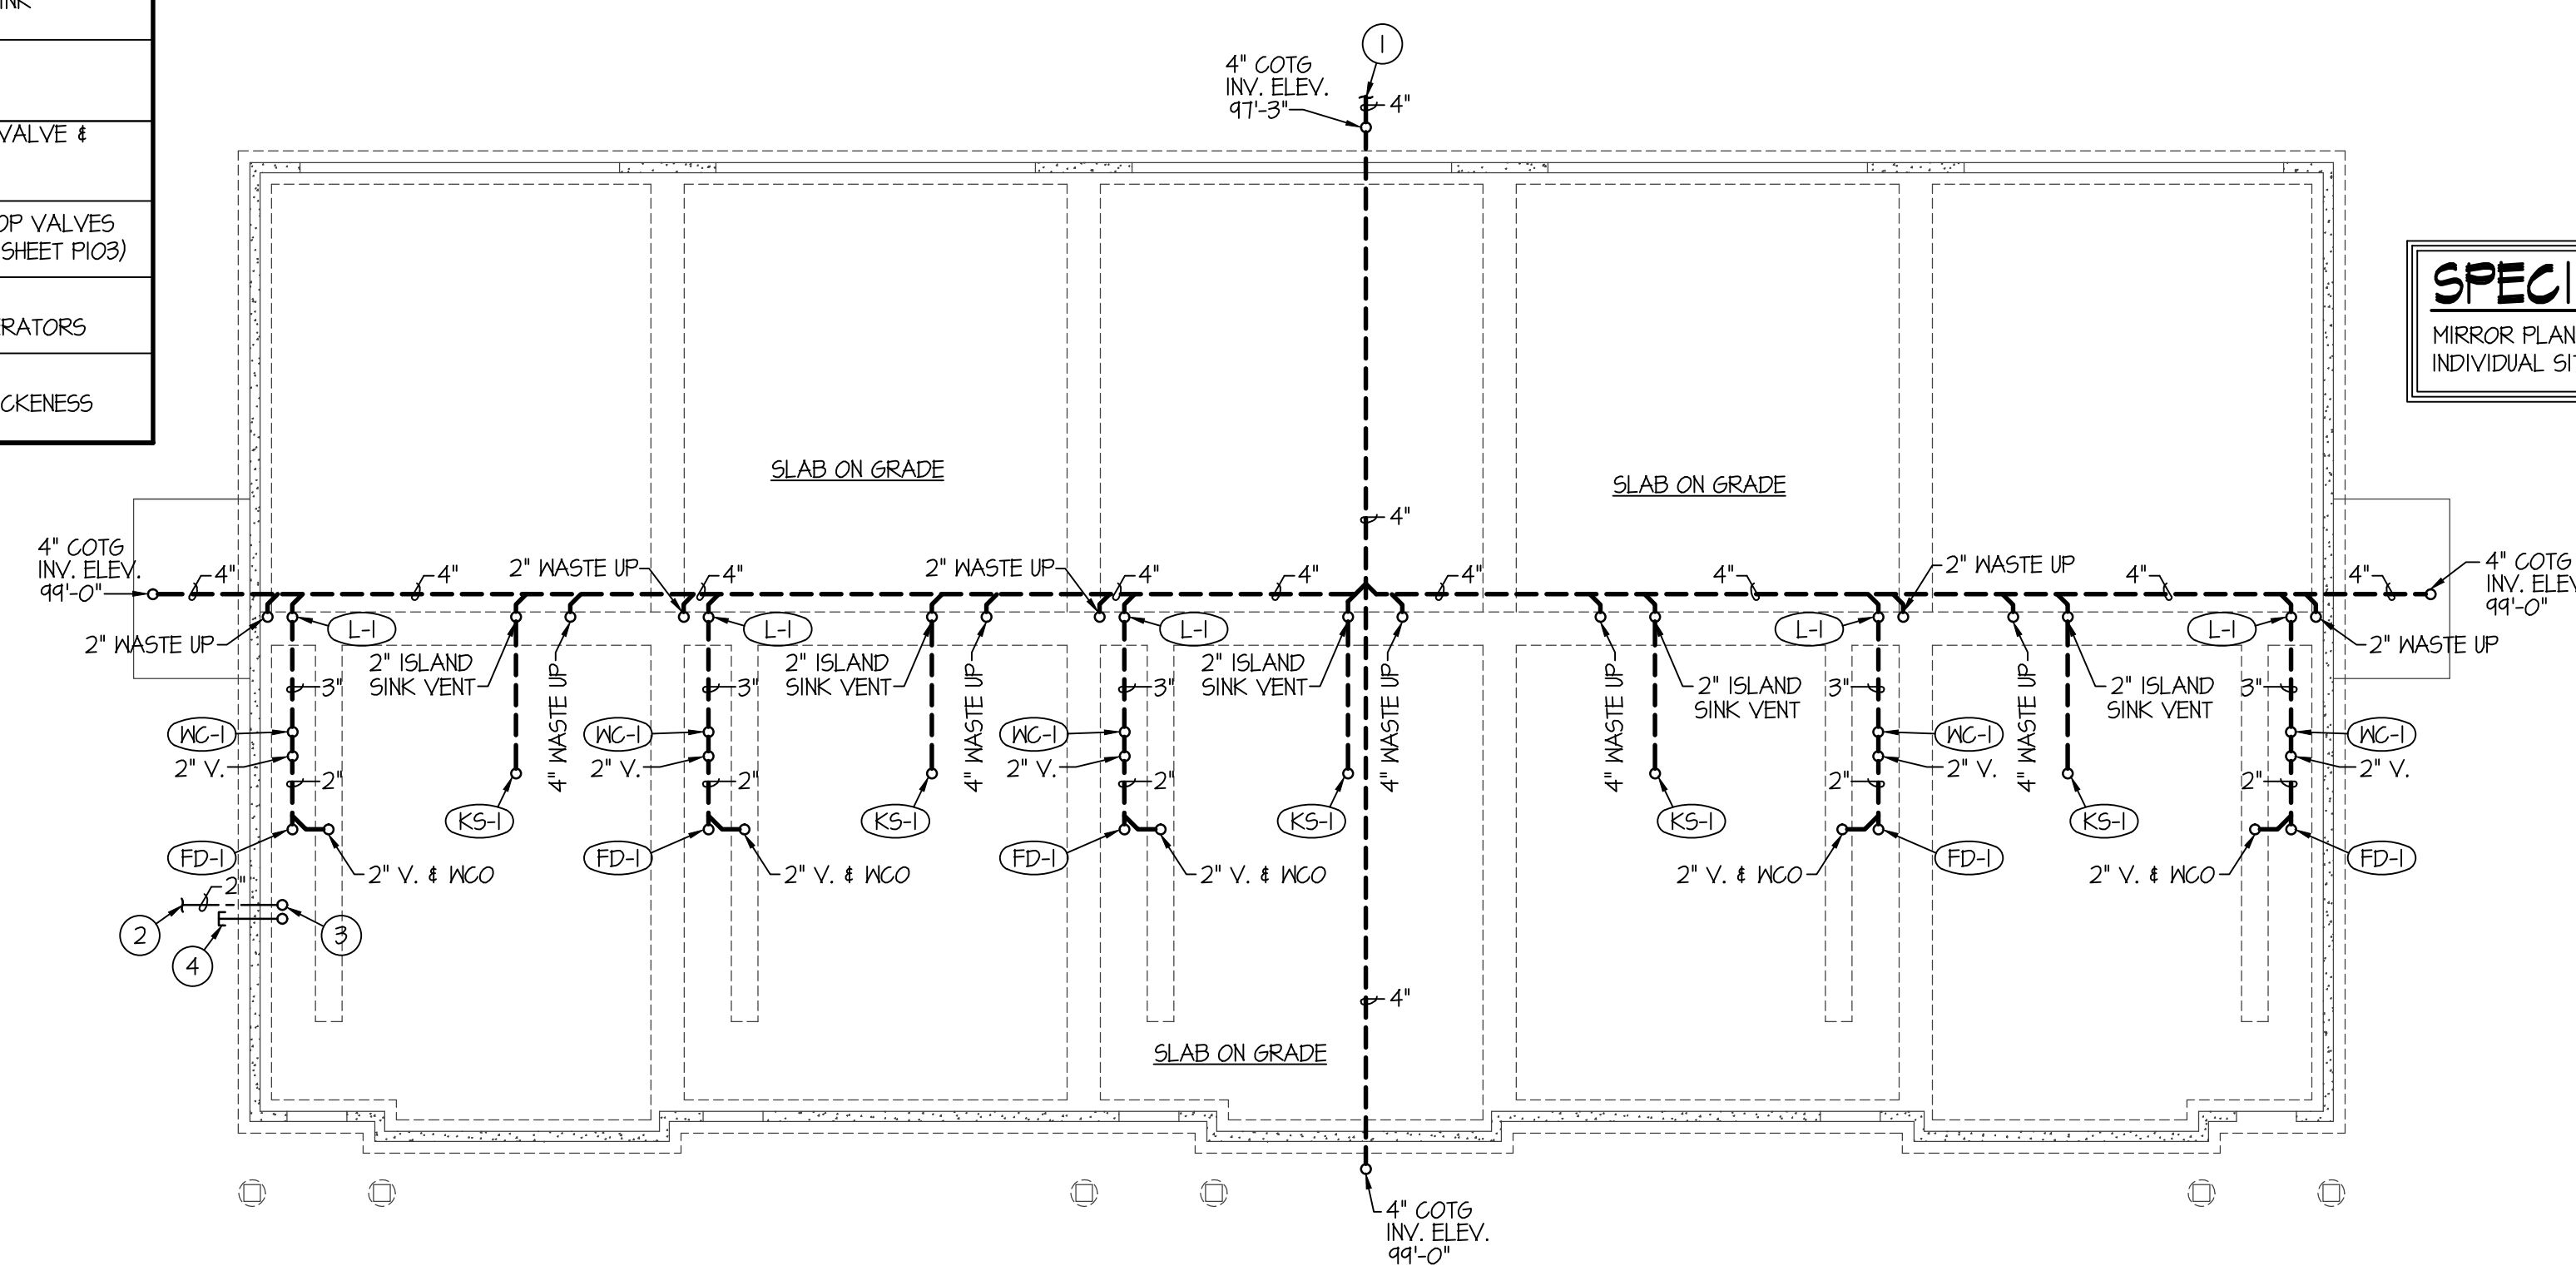 INK
VALVE &
OP VALVES
SHEET P103)
ERATORS
CKENESS
1
4" COTG
INV. ELEV.
97'-3"
4"
SPECI
MIRROR PLAN
INDIVIDUAL SIT
SLAB ON GRADE
SLAB ON GRADE
4"
4" COTG
INV. ELEV.
99'-0"
4"
4"
2" WASTE UP
4"
2" WASTE UP
4"
4"
4"
4"
2" WASTE UP
4"
4"
4" COTG
INV. ELEV
99'-0"
2" WASTE UP
L-1
L-1
L-1
L-1
L-1
2" WASTE UP
2" ISLAND
SINK VENT
4" WASTE UP
2" ISLAND
SINK VENT
4" WASTE UP
2" ISLAND
SINK VENT
4" WASTE UP
4" WASTE UP
2" ISLAND
SINK VENT
4" WASTE UP
2" ISLAND
SINK VENT
3"
3"
3"
3"
3"
WC-1
WC-1
WC-1
WC-1
WC-1
2" V.
2" V.
2" V.
2" V.
2" V.
2"
2"
2"
2"
2"
KS-1
KS-1
KS-1
KS-1
KS-1
FD-1
FD-1
FD-1
FD-1
FD-1
2" V. & WCO
2" V. & WCO
2" V. & WCO
2" V. & WCO
2" V. & WCO
2"
2
3
4
4"
SLAB ON GRADE
4" COTG
INV. ELEV.
99'-0"